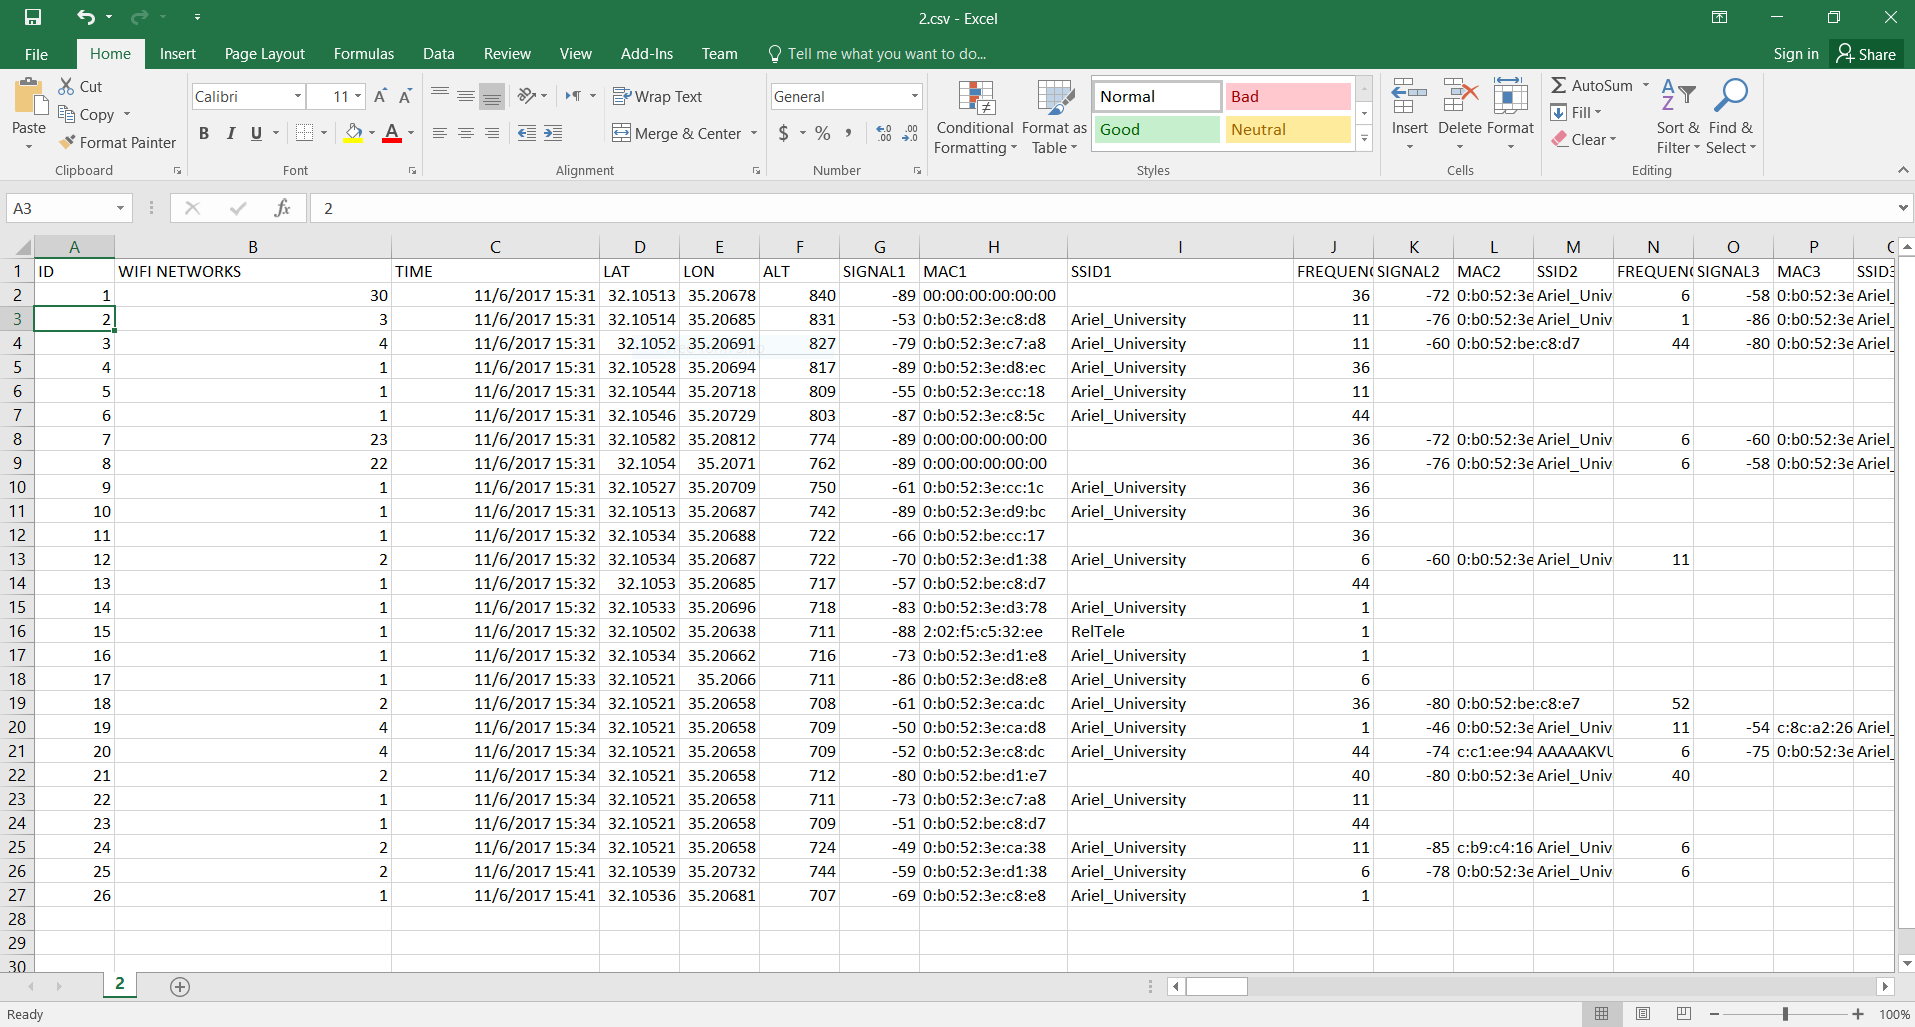 2.csv - Excel
File Home Insert Page Layout Formulas Data Review View Add-Ins Team Tell me what you want to do... Sign in Share
Paste Cut Copy Format Painter Clipboard
Calibri 11 A A B I U A Font
Wrap Text Merge & Center Alignment
General $ % , Number
Conditional Formatting Format as Table Normal Bad Good Neutral Styles
Insert Delete Format Cells
AutoSum Fill Clear Sort & Filter Find & Select Editing
A3 fx 2
A B C D E F G H I J K L M N O P
1 ID WIFI NETWORKS TIME LAT LON ALT SIGNAL1 MAC1 SSID1 FREQUEN SIGNAL2 MAC2 SSID2 FREQUEN SIGNAL3 MAC3 SSID3
2 1 30 11/6/2017 15:31 32.10513 35.20678 840 -89 00:00:00:00:00:00 36 -72 0:b0:52:3e Ariel_Univ 6 -58 0:b0:52:3e Ariel_
3 2 3 11/6/2017 15:31 32.10514 35.20685 831 -53 0:b0:52:3e:c8:d8 Ariel_University 11 -76 0:b0:52:3e Ariel_Univ 1 -86 0:b0:52:3e Ariel_
4 3 4 11/6/2017 15:31 32.1052 35.20691 827 -79 0:b0:52:3e:c7:a8 Ariel_University 11 -60 0:b0:52:be:c8:d7 44 -80 0:b0:52:3e Ariel_
5 4 1 11/6/2017 15:31 32.10528 35.20694 817 -89 0:b0:52:3e:d8:ec Ariel_University 36
6 5 1 11/6/2017 15:31 32.10544 35.20718 809 -55 0:b0:52:3e:cc:18 Ariel_University 11
7 6 1 11/6/2017 15:31 32.10546 35.20729 803 -87 0:b0:52:3e:c8:5c Ariel_University 44
8 7 23 11/6/2017 15:31 32.10582 35.20812 774 -89 0:00:00:00:00:00 36 -72 0:b0:52:3e Ariel_Univ 6 -60 0:b0:52:3e Ariel_
9 8 22 11/6/2017 15:31 32.1054 35.2071 762 -89 0:00:00:00:00:00 36 -76 0:b0:52:3e Ariel_Univ 6 -58 0:b0:52:3e Ariel_
10 9 1 11/6/2017 15:31 32.10527 35.20709 750 -61 0:b0:52:3e:cc:1c Ariel_University 36
11 10 1 11/6/2017 15:31 32.10513 35.20687 742 -89 0:b0:52:3e:d9:bc Ariel_University 36
12 11 1 11/6/2017 15:32 32.10534 35.20688 722 -66 0:b0:52:be:cc:17 36
13 12 2 11/6/2017 15:32 32.10534 35.20687 722 -70 0:b0:52:3e:d1:38 Ariel_University 6 -60 0:b0:52:3e Ariel_Univ 11
14 13 1 11/6/2017 15:32 32.1053 35.20685 717 -57 0:b0:52:be:c8:d7 44
15 14 1 11/6/2017 15:32 32.10533 35.20696 718 -83 0:b0:52:3e:d3:78 Ariel_University 1
16 15 1 11/6/2017 15:32 32.10502 35.20638 711 -88 2:02:f5:c5:32:ee RelTele 1
17 16 1 11/6/2017 15:32 32.10534 35.20662 716 -73 0:b0:52:3e:d1:e8 Ariel_University 1
18 17 1 11/6/2017 15:33 32.10521 35.2066 711 -86 0:b0:52:3e:d8:e8 Ariel_University 6
19 18 2 11/6/2017 15:34 32.10521 35.20658 708 -61 0:b0:52:3e:ca:dc Ariel_University 36 -80 0:b0:52:be:c8:e7 52
20 19 4 11/6/2017 15:34 32.10521 35.20658 709 -50 0:b0:52:3e:ca:d8 Ariel_University 1 -46 0:b0:52:3e Ariel_Univ 11 -54 c:8c:a2:26 Ariel_
21 20 4 11/6/2017 15:34 32.10521 35.20658 709 -52 0:b0:52:3e:c8:dc Ariel_University 44 -74 c:c1:ee:94 AAAAAKVU 6 -75 0:b0:52:3e Ariel_
22 21 2 11/6/2017 15:34 32.10521 35.20658 712 -80 0:b0:52:be:d1:e7 40 -80 0:b0:52:3e Ariel_Univ 40
23 22 1 11/6/2017 15:34 32.10521 35.20658 711 -73 0:b0:52:3e:c7:a8 Ariel_University 11
24 23 1 11/6/2017 15:34 32.10521 35.20658 709 -51 0:b0:52:be:c8:d7 44
25 24 2 11/6/2017 15:34 32.10521 35.20658 724 -49 0:b0:52:3e:ca:38 Ariel_University 11 -85 c:b9:c4:16 Ariel_Univ 6
26 25 2 11/6/2017 15:41 32.10539 35.20732 744 -59 0:b0:52:3e:d1:38 Ariel_University 6 -78 0:b0:52:3e Ariel_Univ 6
27 26 1 11/6/2017 15:41 32.10536 35.20681 707 -69 0:b0:52:3e:c8:e8 Ariel_University 1
28
29
30
2
Ready 100%